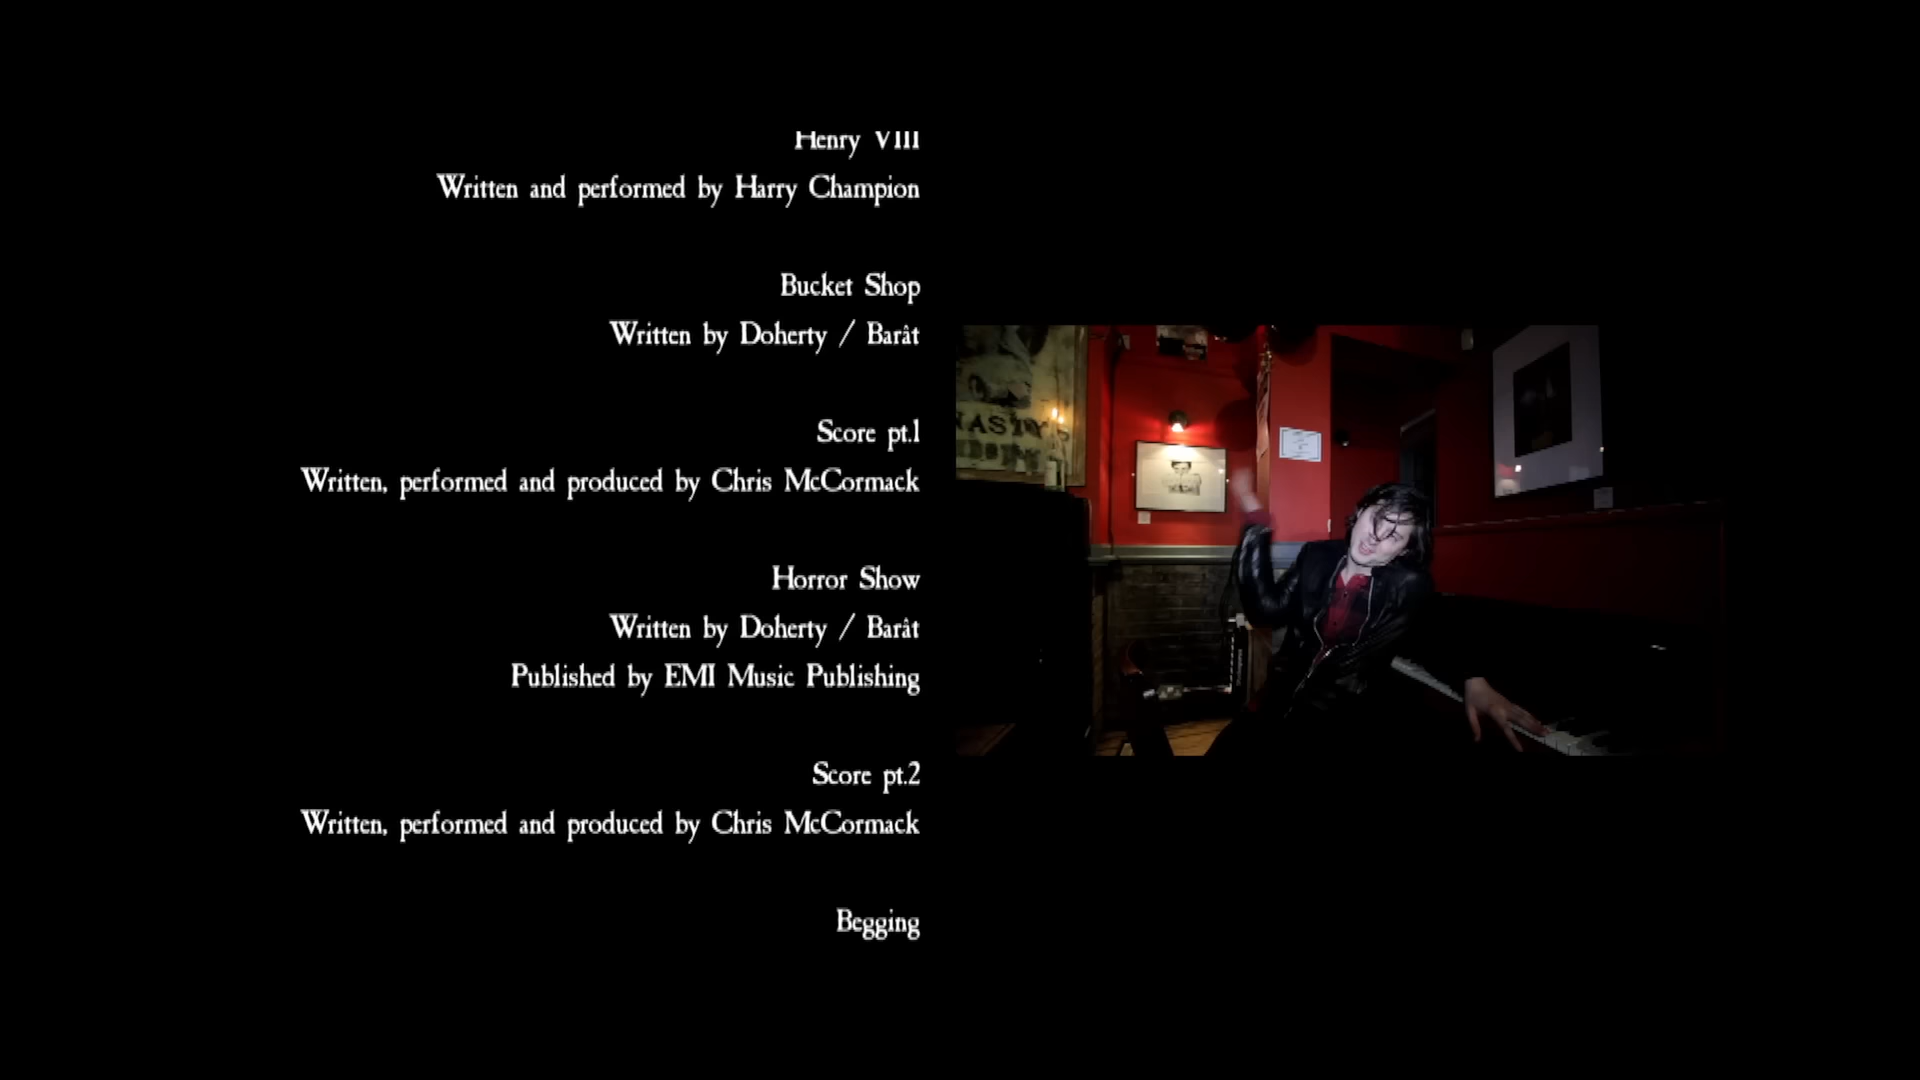 Henry VIII
Written and performed by Harry Champion
Bucket Shop
Written by Doherty / Barât
Score pt.1
Written, performed and produced by Chris McCormack
Horror Show
Written by Doherty / Barât
Published by EMI Music Publishing
Score pt.2
Written, performed and produced by Chris McCormack
Begging
NASTY